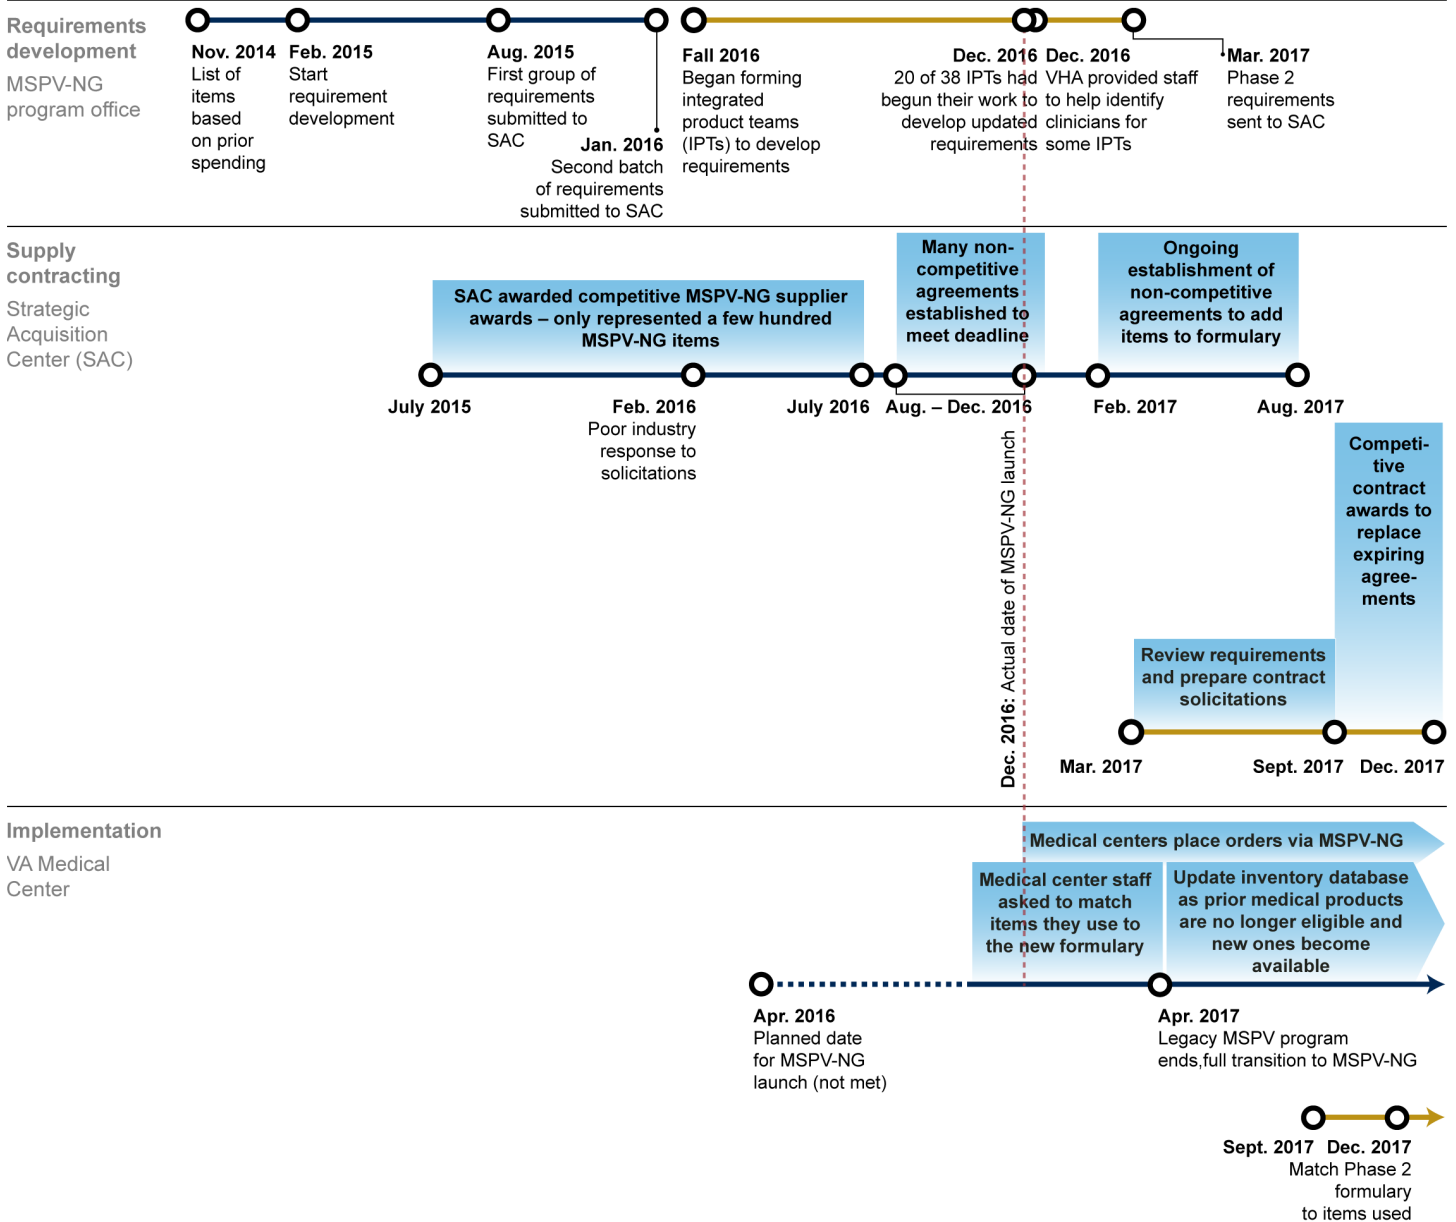 Requirements
development
MSPV-NG
program office
Nov. 2014
List of
items
based
on prior
spending
Feb. 2015
Start
requirement
development
Aug. 2015
First group of
requirements
submitted to
SAC
Jan. 2016
Second batch
of requirements
submitted to SAC
Fall 2016
Began forming
integrated
product teams
(IPTs) to develop
requirements
Dec. 2016
20 of 38 IPTs had
begun their work to
develop updated
requirements
Dec. 2016
VHA provided staff
to help identify
clinicians for
some IPTs
Mar. 2017
Phase 2
requirements
sent to SAC
Supply
contracting
Strategic
Acquisition
Center (SAC)
SAC awarded competitive MSPV-NG supplier
awards – only represented a few hundred
MSPV-NG items
Many non-
competitive
agreements
established to
meet deadline
Ongoing
establishment of
non-competitive
agreements to add
items to formulary
July 2015
Feb. 2016
Poor industry
response to
solicitations
July 2016
Aug. – Dec. 2016
Feb. 2017
Aug. 2017
Dec. 2016: Actual date of MSPV-NG launch
Competi-
tive
contract
awards to
replace
expiring
agree-
ments
Review requirements
and prepare contract
solicitations
Mar. 2017
Sept. 2017
Dec. 2017
Implementation
VA Medical
Center
Medical centers place orders via MSPV-NG
Medical center staff
asked to match
items they use to
the new formulary
Update inventory database
as prior medical products
are no longer eligible and
new ones become
available
Apr. 2016
Planned date
for MSPV-NG
launch (not met)
Apr. 2017
Legacy MSPV program
ends,full transition to MSPV-NG
Sept. 2017
Dec. 2017
Match Phase 2
formulary
to items used